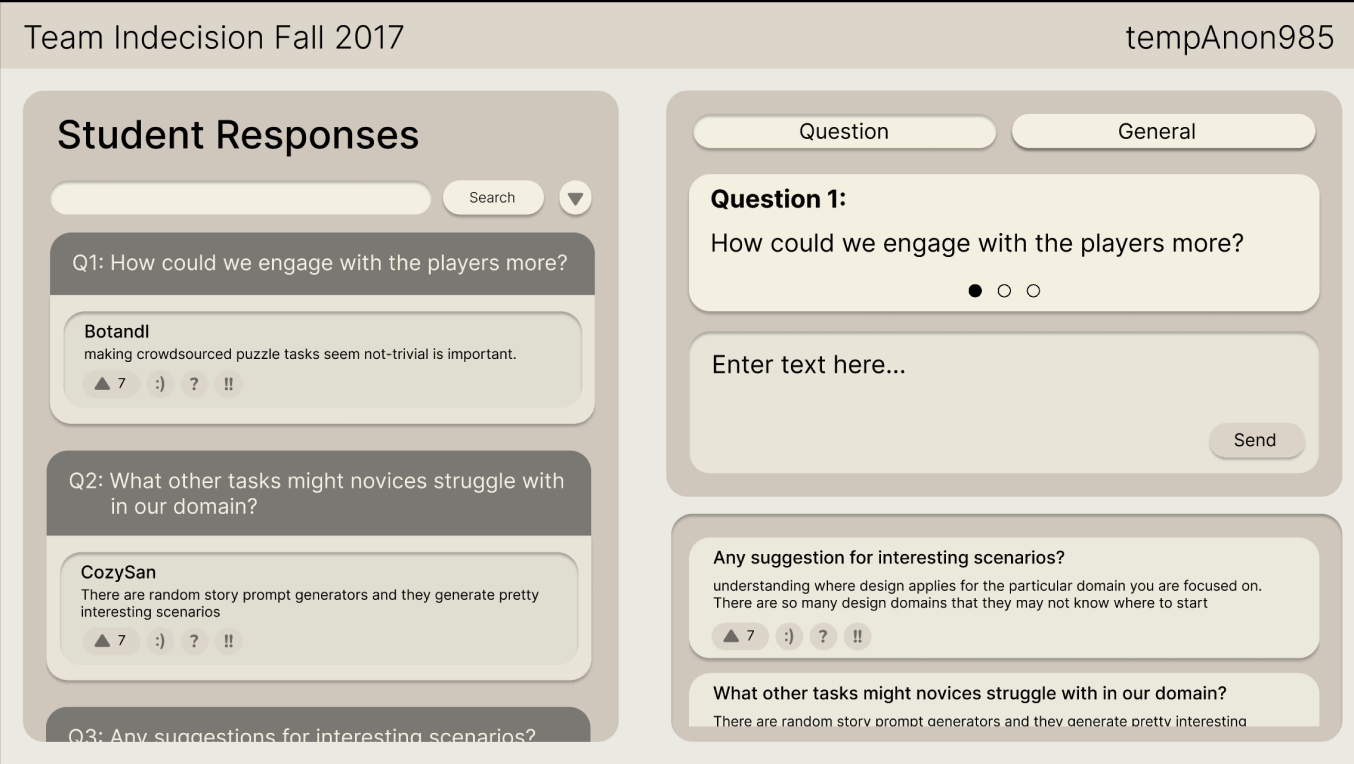 Team Indecision Fall 2017
tempAnon985
Student Responses
Search
Q1: How could we engage with the players more?
Botandl
making crowdsourced puzzle tasks seem not-trivial is important.
7 :) ? !!
Q2: What other tasks might novices struggle with
in our domain?
CozySan
There are random story prompt generators and they generate pretty
interesting scenarios
7 :) ? !!
Q3: Any suggestions for interesting scenarios?
Question
General
Question 1:
How could we engage with the players more?
Enter text here...
Send
Any suggestion for interesting scenarios?
understanding where design applies for the particular domain you are focused on.
There are so many design domains that they may not know where to start
7 :) ? !!
What other tasks might novices struggle with in our domain?
There are random story prompt generators and they generate pretty interesting